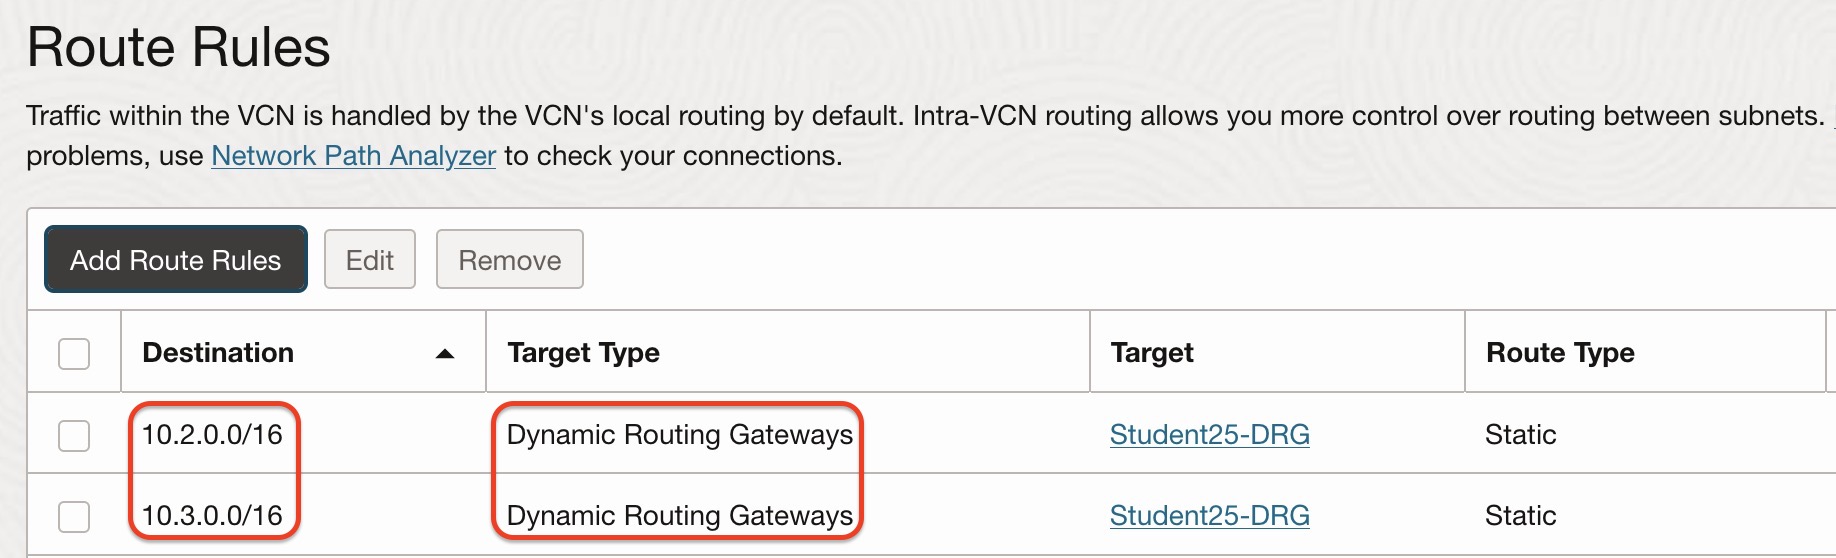 Route Rules
Traffic within the VCN is handled by the VCN's local routing by default. Intra-VCN routing allows you more control over routing between subnets.
problems, use Network Path Analyzer to check your connections.
Add Route Rules Edit Remove
Destination Target Type Target Route Type
10.2.0.0/16 Dynamic Routing Gateways Student25-DRG Static
10.3.0.0/16 Dynamic Routing Gateways Student25-DRG Static